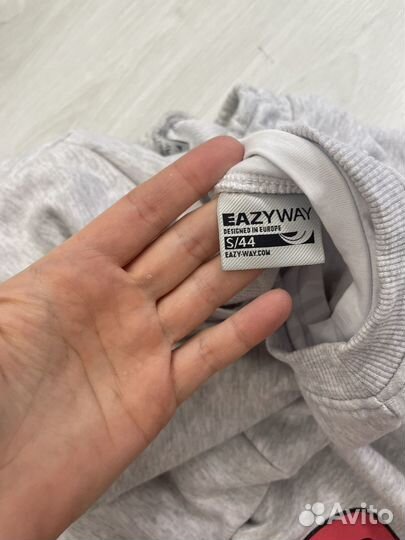 EAZYWAY
DESIGNED IN EUROPE
S/44
EAZY-WAY.COM
Avito